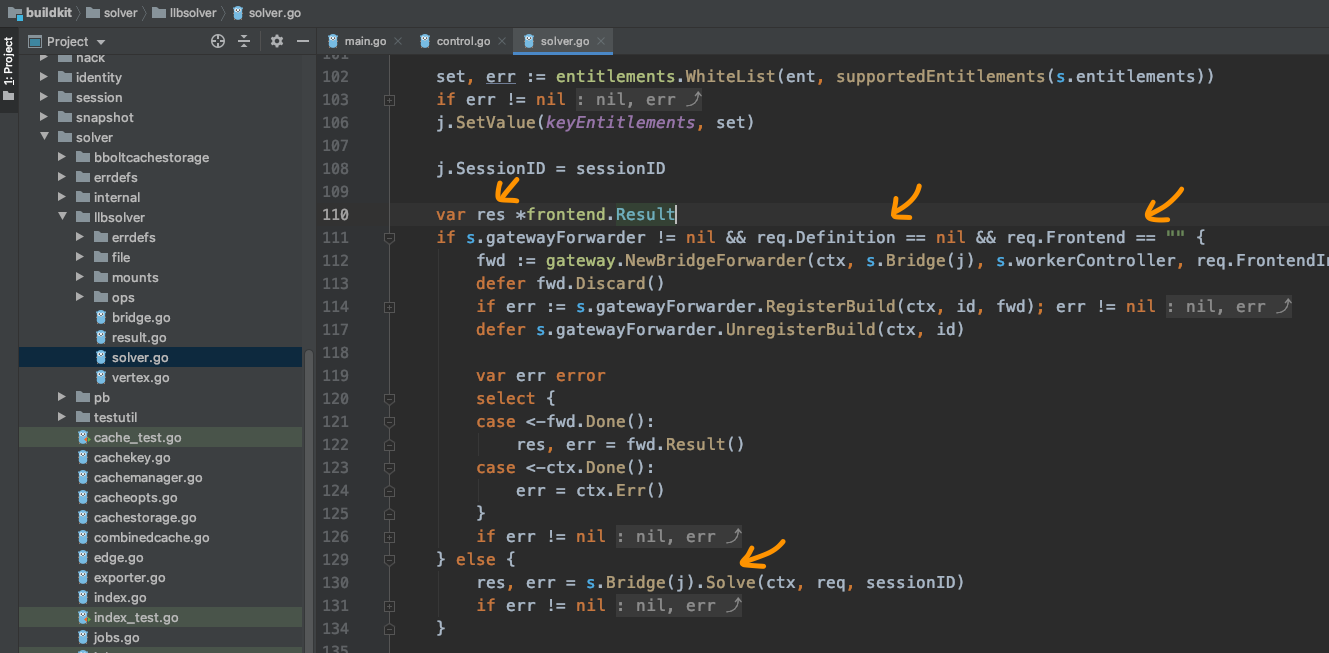 buildkit solver llbsolver solver.go
1: Project
Project
main.go control.go solver.go
hack
identity
session
snapshot
solver
bboltcachestorage
errdefs
internal
llbsolver
errdefs
file
mounts
ops
bridge.go
result.go
solver.go
vertex.go
pb
testutil
cache_test.go
cachekey.go
cachemanager.go
cacheopts.go
cachestorage.go
combinedcache.go
edge.go
exporter.go
index.go
index_test.go
jobs.go
101
102 set, err := entitlements.WhiteList(ent, supportedEntitlements(s.entitlements))
103 if err != nil : nil, err ⤴
106 j.SetValue(keyEntitlements, set)
107
108 j.SessionID = sessionID
109
110 var res *frontend.Result
111 if s.gatewayForwarder != nil && req.Definition == nil && req.Frontend == "" {
112 fwd := gateway.NewBridgeForwarder(ctx, s.Bridge(j), s.workerController, req.FrontendIn
113 defer fwd.Discard()
114 if err := s.gatewayForwarder.RegisterBuild(ctx, id, fwd); err != nil : nil, err ⤴
117 defer s.gatewayForwarder.UnregisterBuild(ctx, id)
118
119 var err error
120 select {
121 case <-fwd.Done():
122 res, err = fwd.Result()
123 case <-ctx.Done():
124 err = ctx.Err()
125 }
126 if err != nil : nil, err ⤴
129 } else {
130 res, err = s.Bridge(j).Solve(ctx, req, sessionID)
131 if err != nil : nil, err ⤴
134 }
135